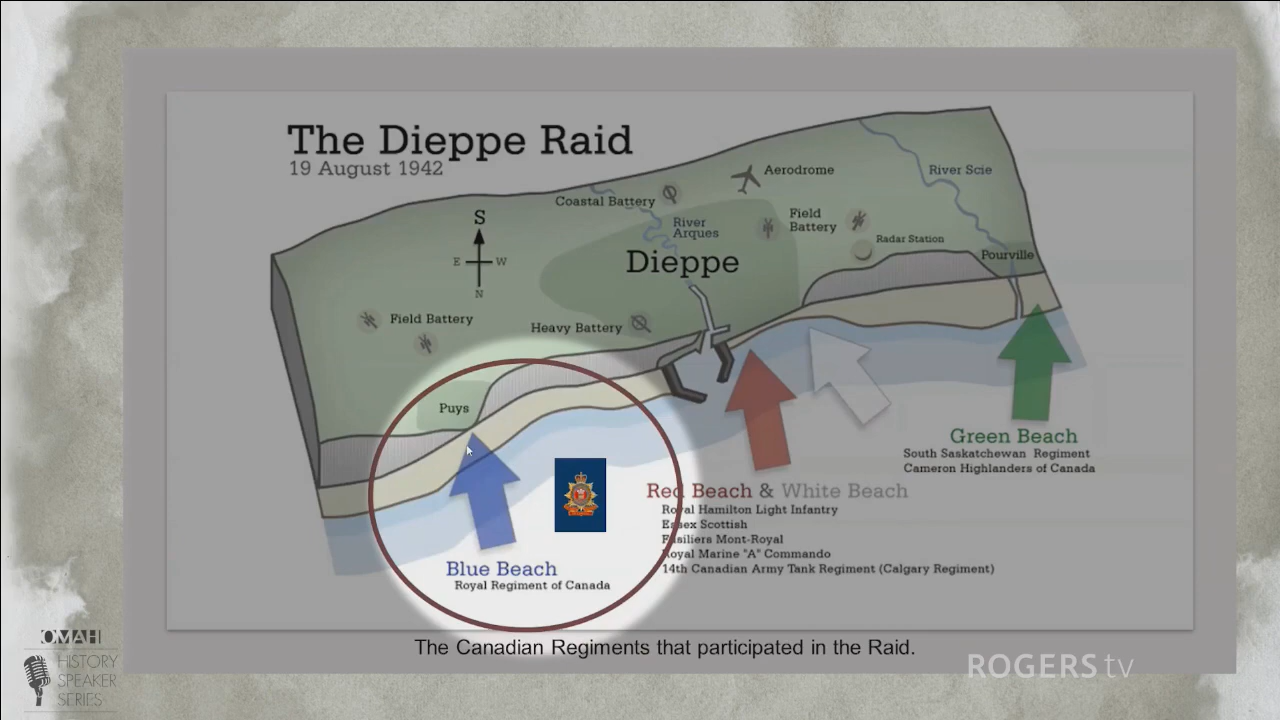 The Dieppe Raid
19 August 1942
Aerodrome
River Scie
Coastal Battery
S
E W
N
River
Arques
Field
Battery
Radar Station
Dieppe
Pourville
Field Battery
Heavy Battery
Puys
Green Beach
South Saskatchewan Regiment
Cameron Highlanders of Canada
Red Beach & White Beach
Royal Hamilton Light Infantry
Essex Scottish
Fusiliers Mont-Royal
Royal Marine "A" Commando
14th Canadian Army Tank Regiment (Calgary Regiment)
Blue Beach
Royal Regiment of Canada
The Canadian Regiments that participated in the Raid.
OMAH
HISTORY
SPEAKER
SERIES
ROGERS tv